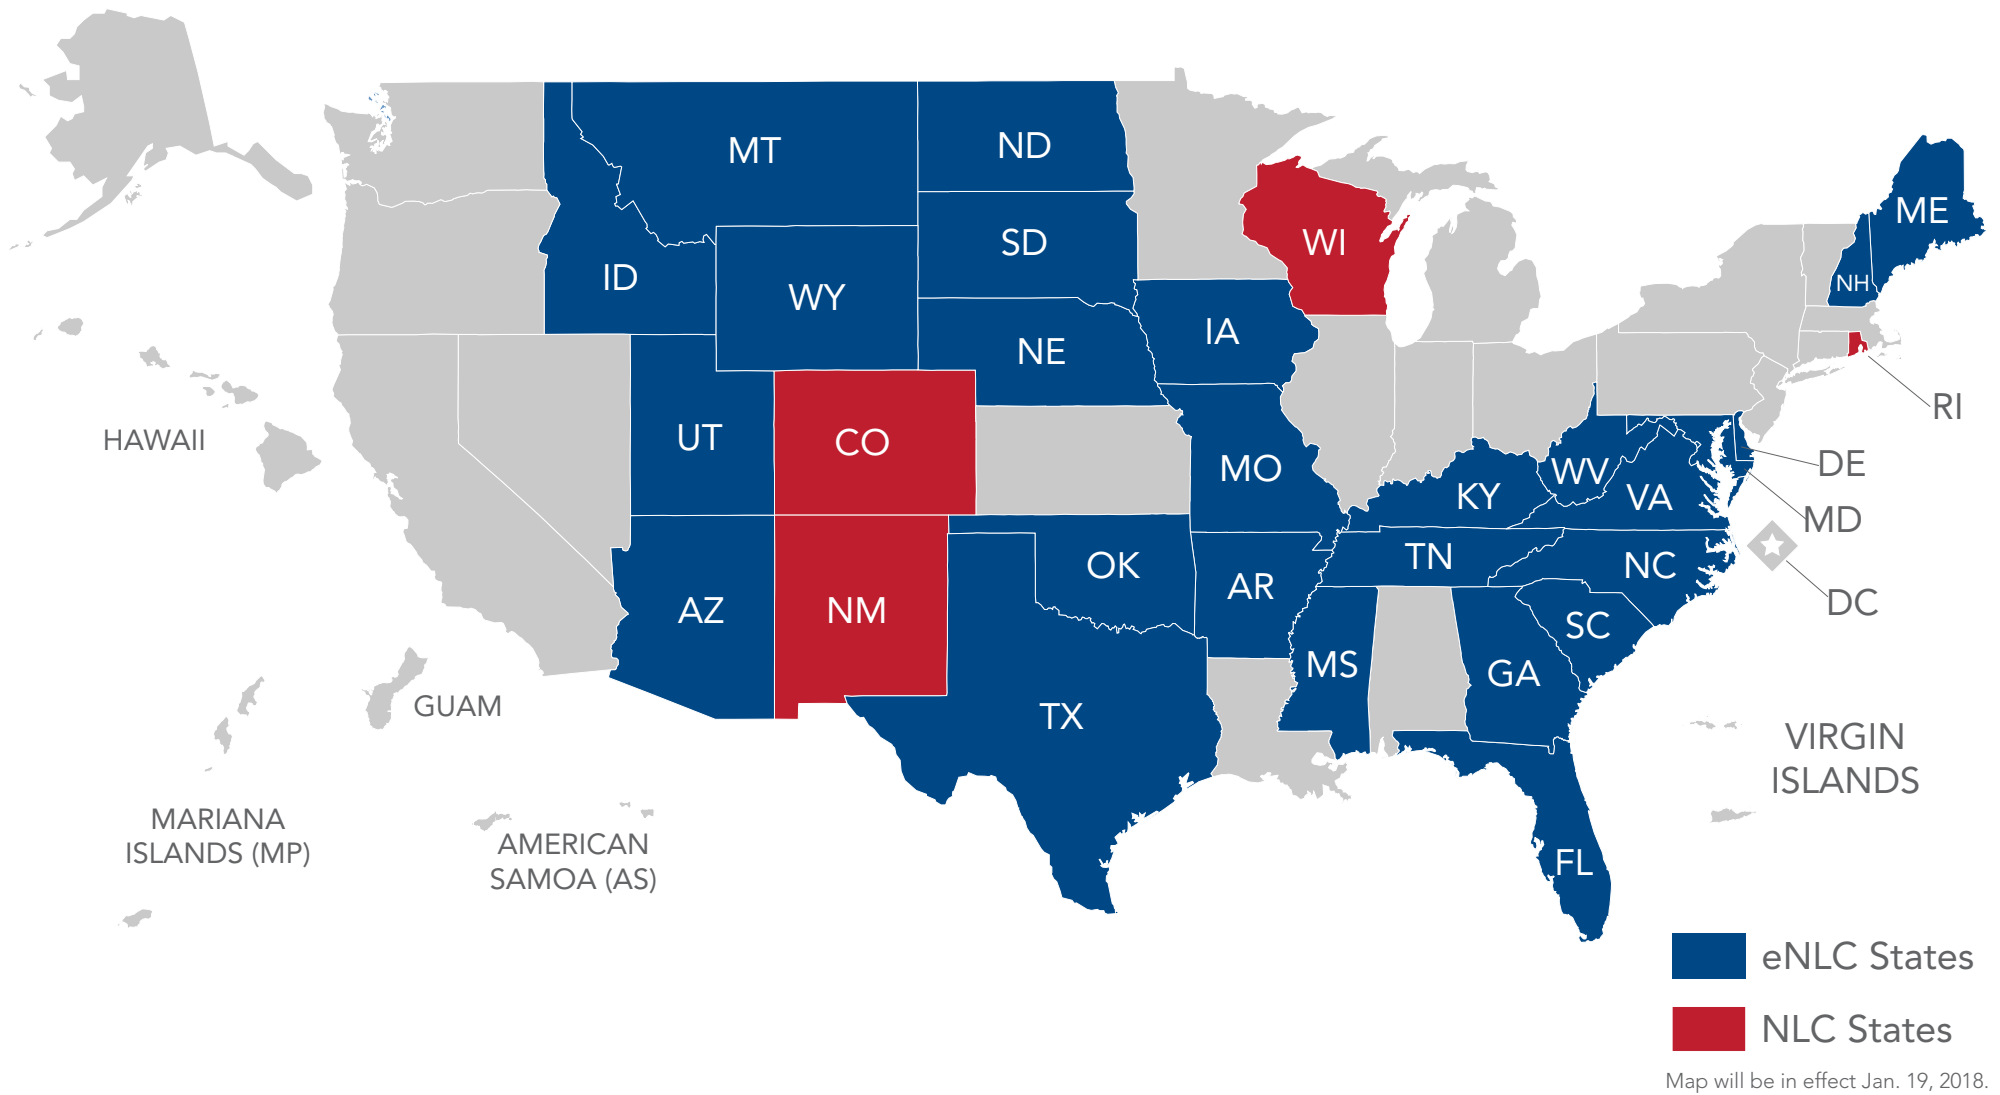 MT
ND
ME
SD
WI
ID
NH
WY
IA
NE
RI
HAWAII
UT
CO
MO
WV
DE
KY
VA
MD
TN
OK
NC
AR
DC
AZ
NM
SC
MS
GA
GUAM
TX
VIRGIN
ISLANDS
MARIANA
ISLANDS (MP)
AMERICAN
SAMOA (AS)
FL
eNLC States
NLC States
Map will be in effect Jan. 19, 2018.